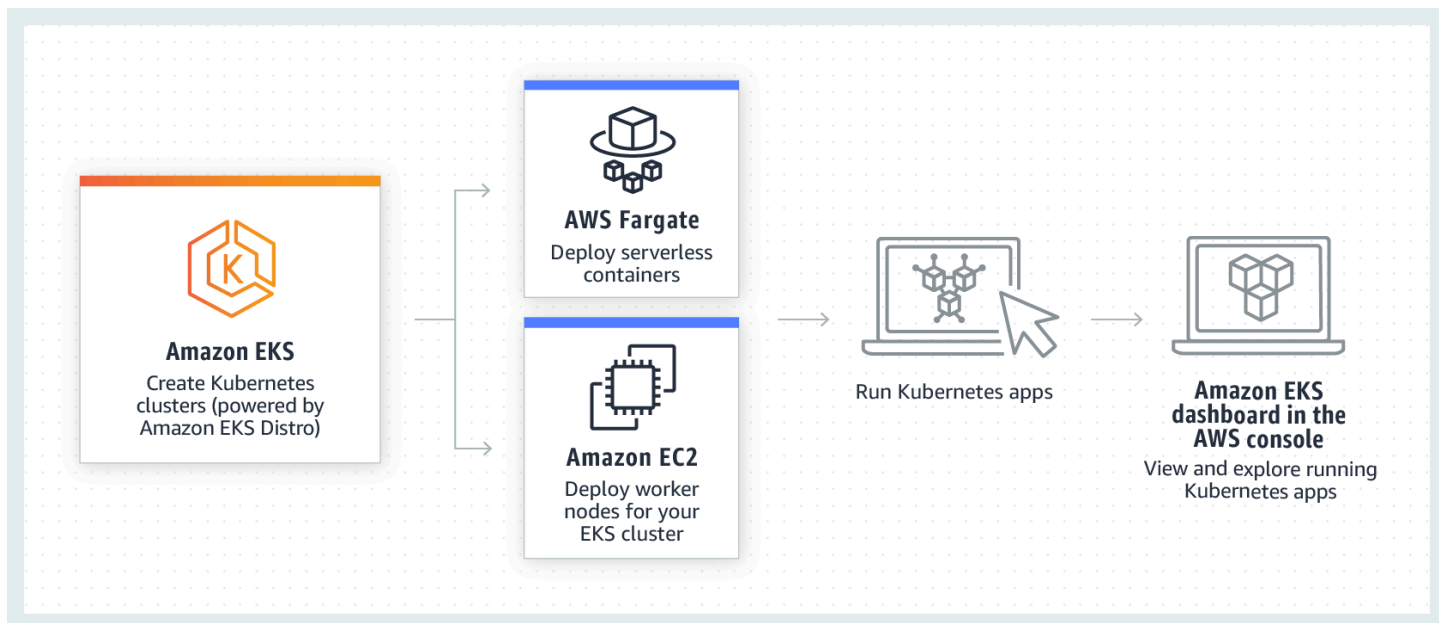 K
Amazon EKS
Create Kubernetes
clusters (powered by
Amazon EKS Distro)
AWS Fargate
Deploy serverless
containers
Amazon EC2
Deploy worker
nodes for your
EKS cluster
Run Kubernetes apps
Amazon EKS
dashboard in the
AWS console
View and explore running
Kubernetes apps